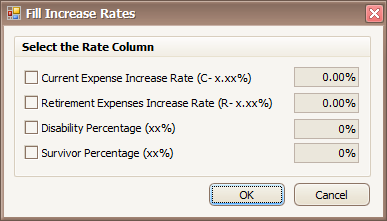 Fill Increase Rates
Select the Rate Column
Current Expense Increase Rate (C- x.xx%) 0.00%
Retirement Expenses Increase Rate (R- x.xx%) 0.00%
Disability Percentage (xx%) 0%
Survivor Percentage (xx%) 0%
OK Cancel